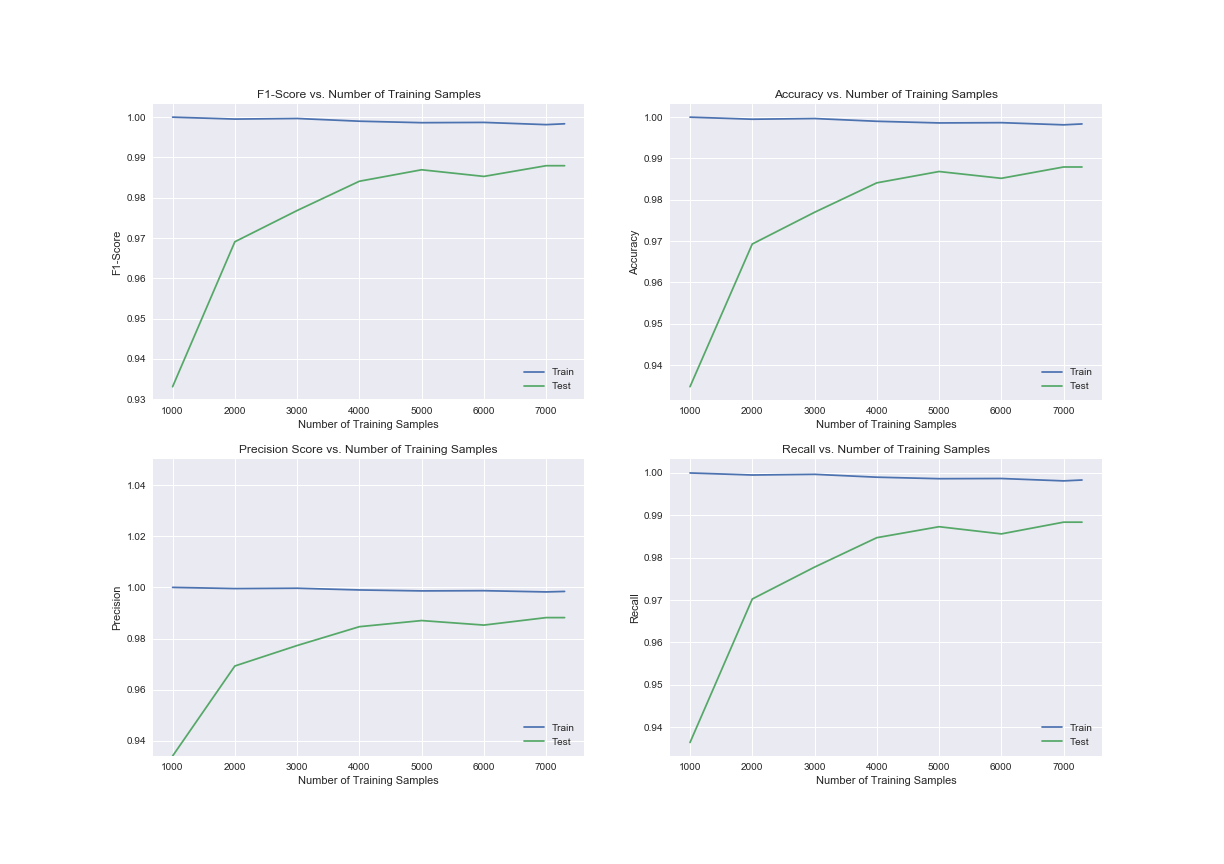 F1-Score vs. Number of Training Samples
1.00
0.99
0.98
0.97
0.96
0.95
0.94
0.93
F1-Score
1000 2000 3000 4000 5000 6000 7000
Number of Training Samples
Train
Test
Accuracy vs. Number of Training Samples
1.00
0.99
0.98
0.97
0.96
0.95
0.94
Accuracy
1000 2000 3000 4000 5000 6000 7000
Number of Training Samples
Train
Test
Precision Score vs. Number of Training Samples
1.04
1.02
1.00
0.98
0.96
0.94
Precision
1000 2000 3000 4000 5000 6000 7000
Number of Training Samples
Train
Test
Recall vs. Number of Training Samples
1.00
0.99
0.98
0.97
0.96
0.95
0.94
Recall
1000 2000 3000 4000 5000 6000 7000
Number of Training Samples
Train
Test